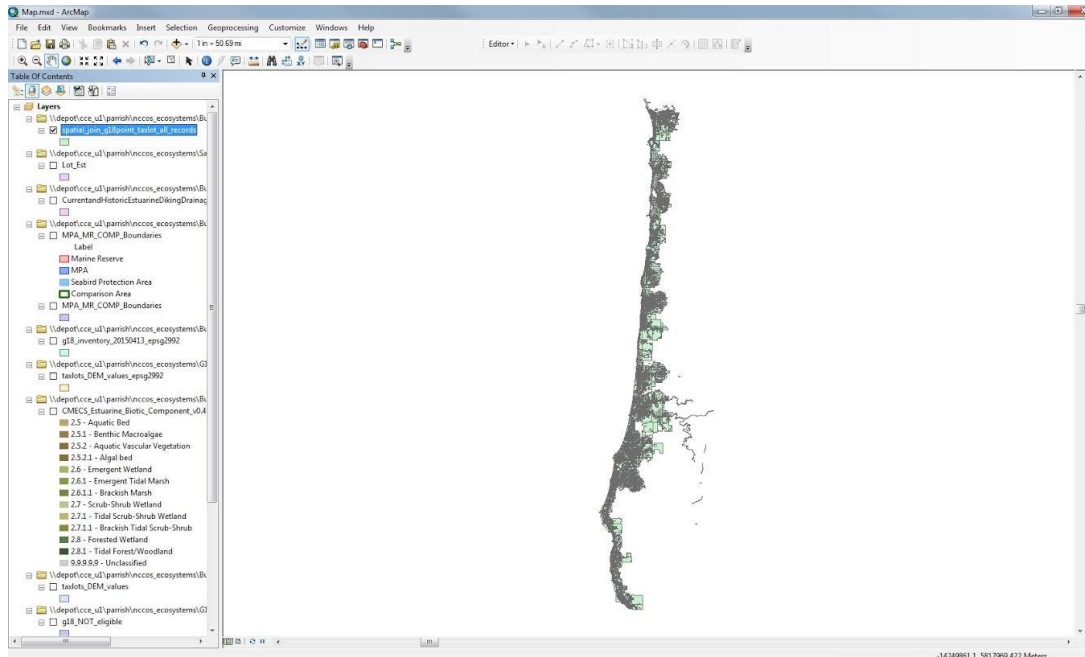 Map.mxd - ArcMap
File Edit View Bookmarks Insert Selection Geoprocessing Customize Windows Help
1 in = 50.69 mi
Editor
Table Of Contents
Layers
\\depot\cce_u1\parrish\nccos_ecosystems\Bu
spatial_join_g18point_taxlot_all_records
\\depot\cce_u1\parrish\nccos_ecosystems\Sa
Lot_Est
\\depot\cce_u1\parrish\nccos_ecosystems\Bu
CurrentandHistoricEstuarineDikingDrainag
\\depot\cce_u1\parrish\nccos_ecosystems\Bu
MPA_MR_COMP_Boundaries
Label
Marine Reserve
MPA
Seabird Protection Area
Comparison Area
MPA_MR_COMP_Boundaries
\\depot\cce_u1\parrish\nccos_ecosystems\Bu
g18_inventory_20150413_epsg2992
\\depot\cce_u1\parrish\nccos_ecosystems\G1
taxlots_DEM_values_epsg2992
\\depot\cce_u1\parrish\nccos_ecosystems\Bu
CMECS_Estuarine_Biotic_Component_v0.4
2.5 - Aquatic Bed
2.5.1 - Benthic Macroalgae
2.5.2 - Aquatic Vascular Vegetation
2.5.2.1 - Algal bed
2.6 - Emergent Wetland
2.6.1 - Emergent Tidal Marsh
2.6.1.1 - Brackish Marsh
2.7 - Scrub-Shrub Wetland
2.7.1 - Tidal Scrub-Shrub Wetland
2.7.1.1 - Brackish Tidal Scrub-Shrub
2.8 - Forested Wetland
2.8.1 - Tidal Forest/Woodland
9.9.9.9.9 - Unclassified
\\depot\cce_u1\parrish\nccos_ecosystems\Bu
taxlots_DEM_values
\\depot\cce_u1\parrish\nccos_ecosystems\G1
g18_NOT_eligible
-14249861.1 5817969.422 Meters